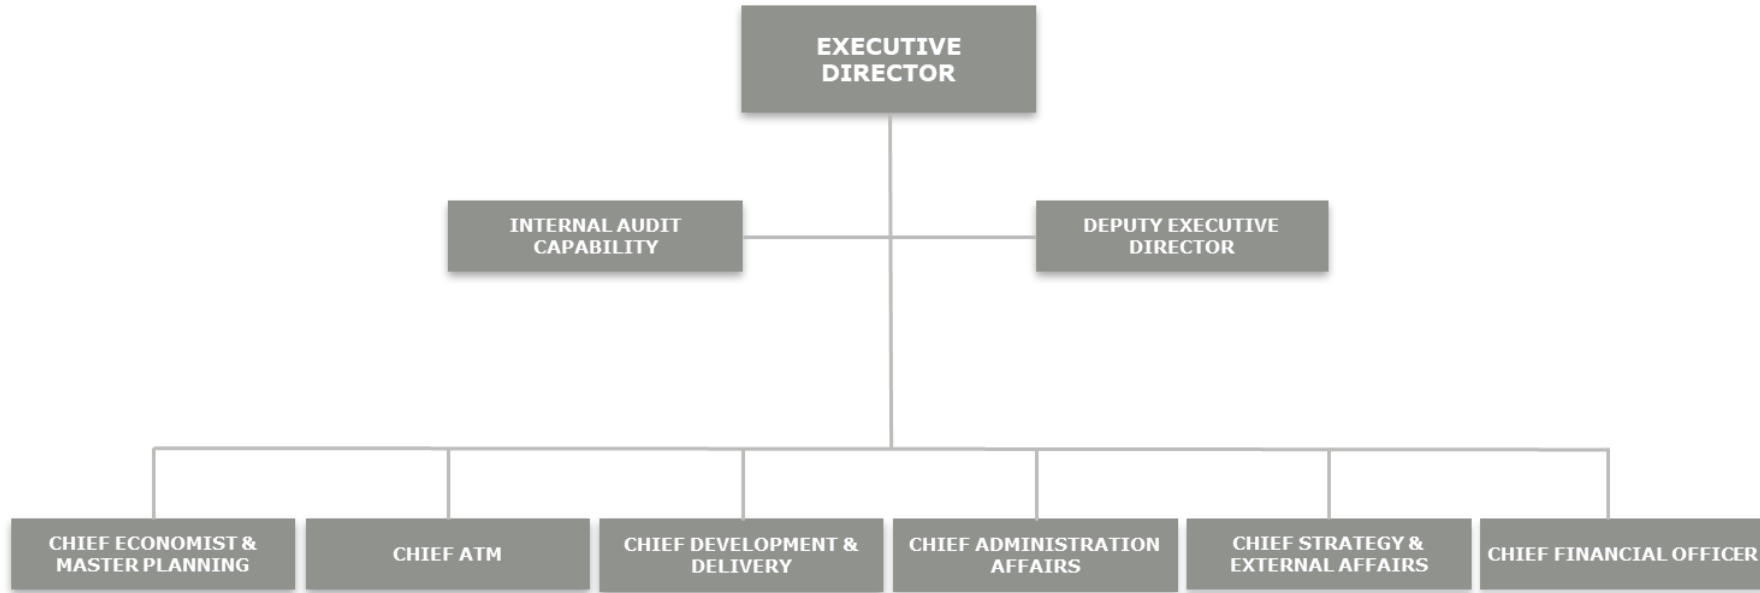 EXECUTIVE
DIRECTOR
INTERNAL AUDIT
CAPABILITY
DEPUTY EXECUTIVE
DIRECTOR
CHIEF ECONOMIST &
MASTER PLANNING
CHIEF ATM
CHIEF DEVELOPMENT &
DELIVERY
CHIEF ADMINISTRATION
AFFAIRS
CHIEF STRATEGY &
EXTERNAL AFFAIRS
CHIEF FINANCIAL OFFICER